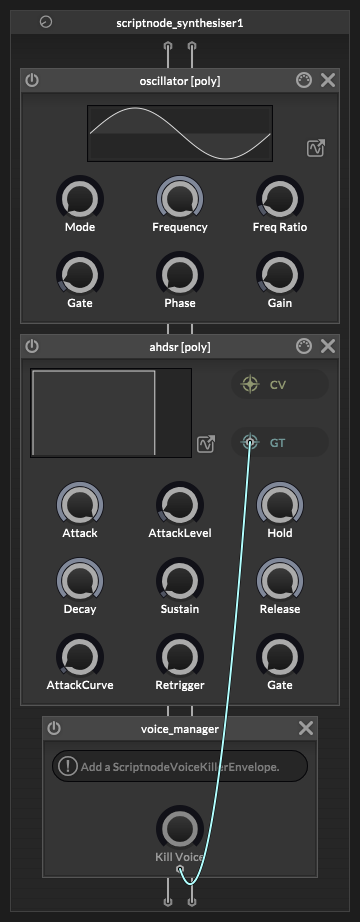 scriptnode_synthesiser1
oscillator [poly]
Mode
Frequency
Freq Ratio
Gate
Phase
Gain
ahdsr [poly]
CV
GT
Attack
AttackLevel
Hold
Decay
Sustain
Release
AttackCurve
Retrigger
Gate
voice_manager
Add a ScriptnodeVoiceKillerEnvelope.
Kill Voice